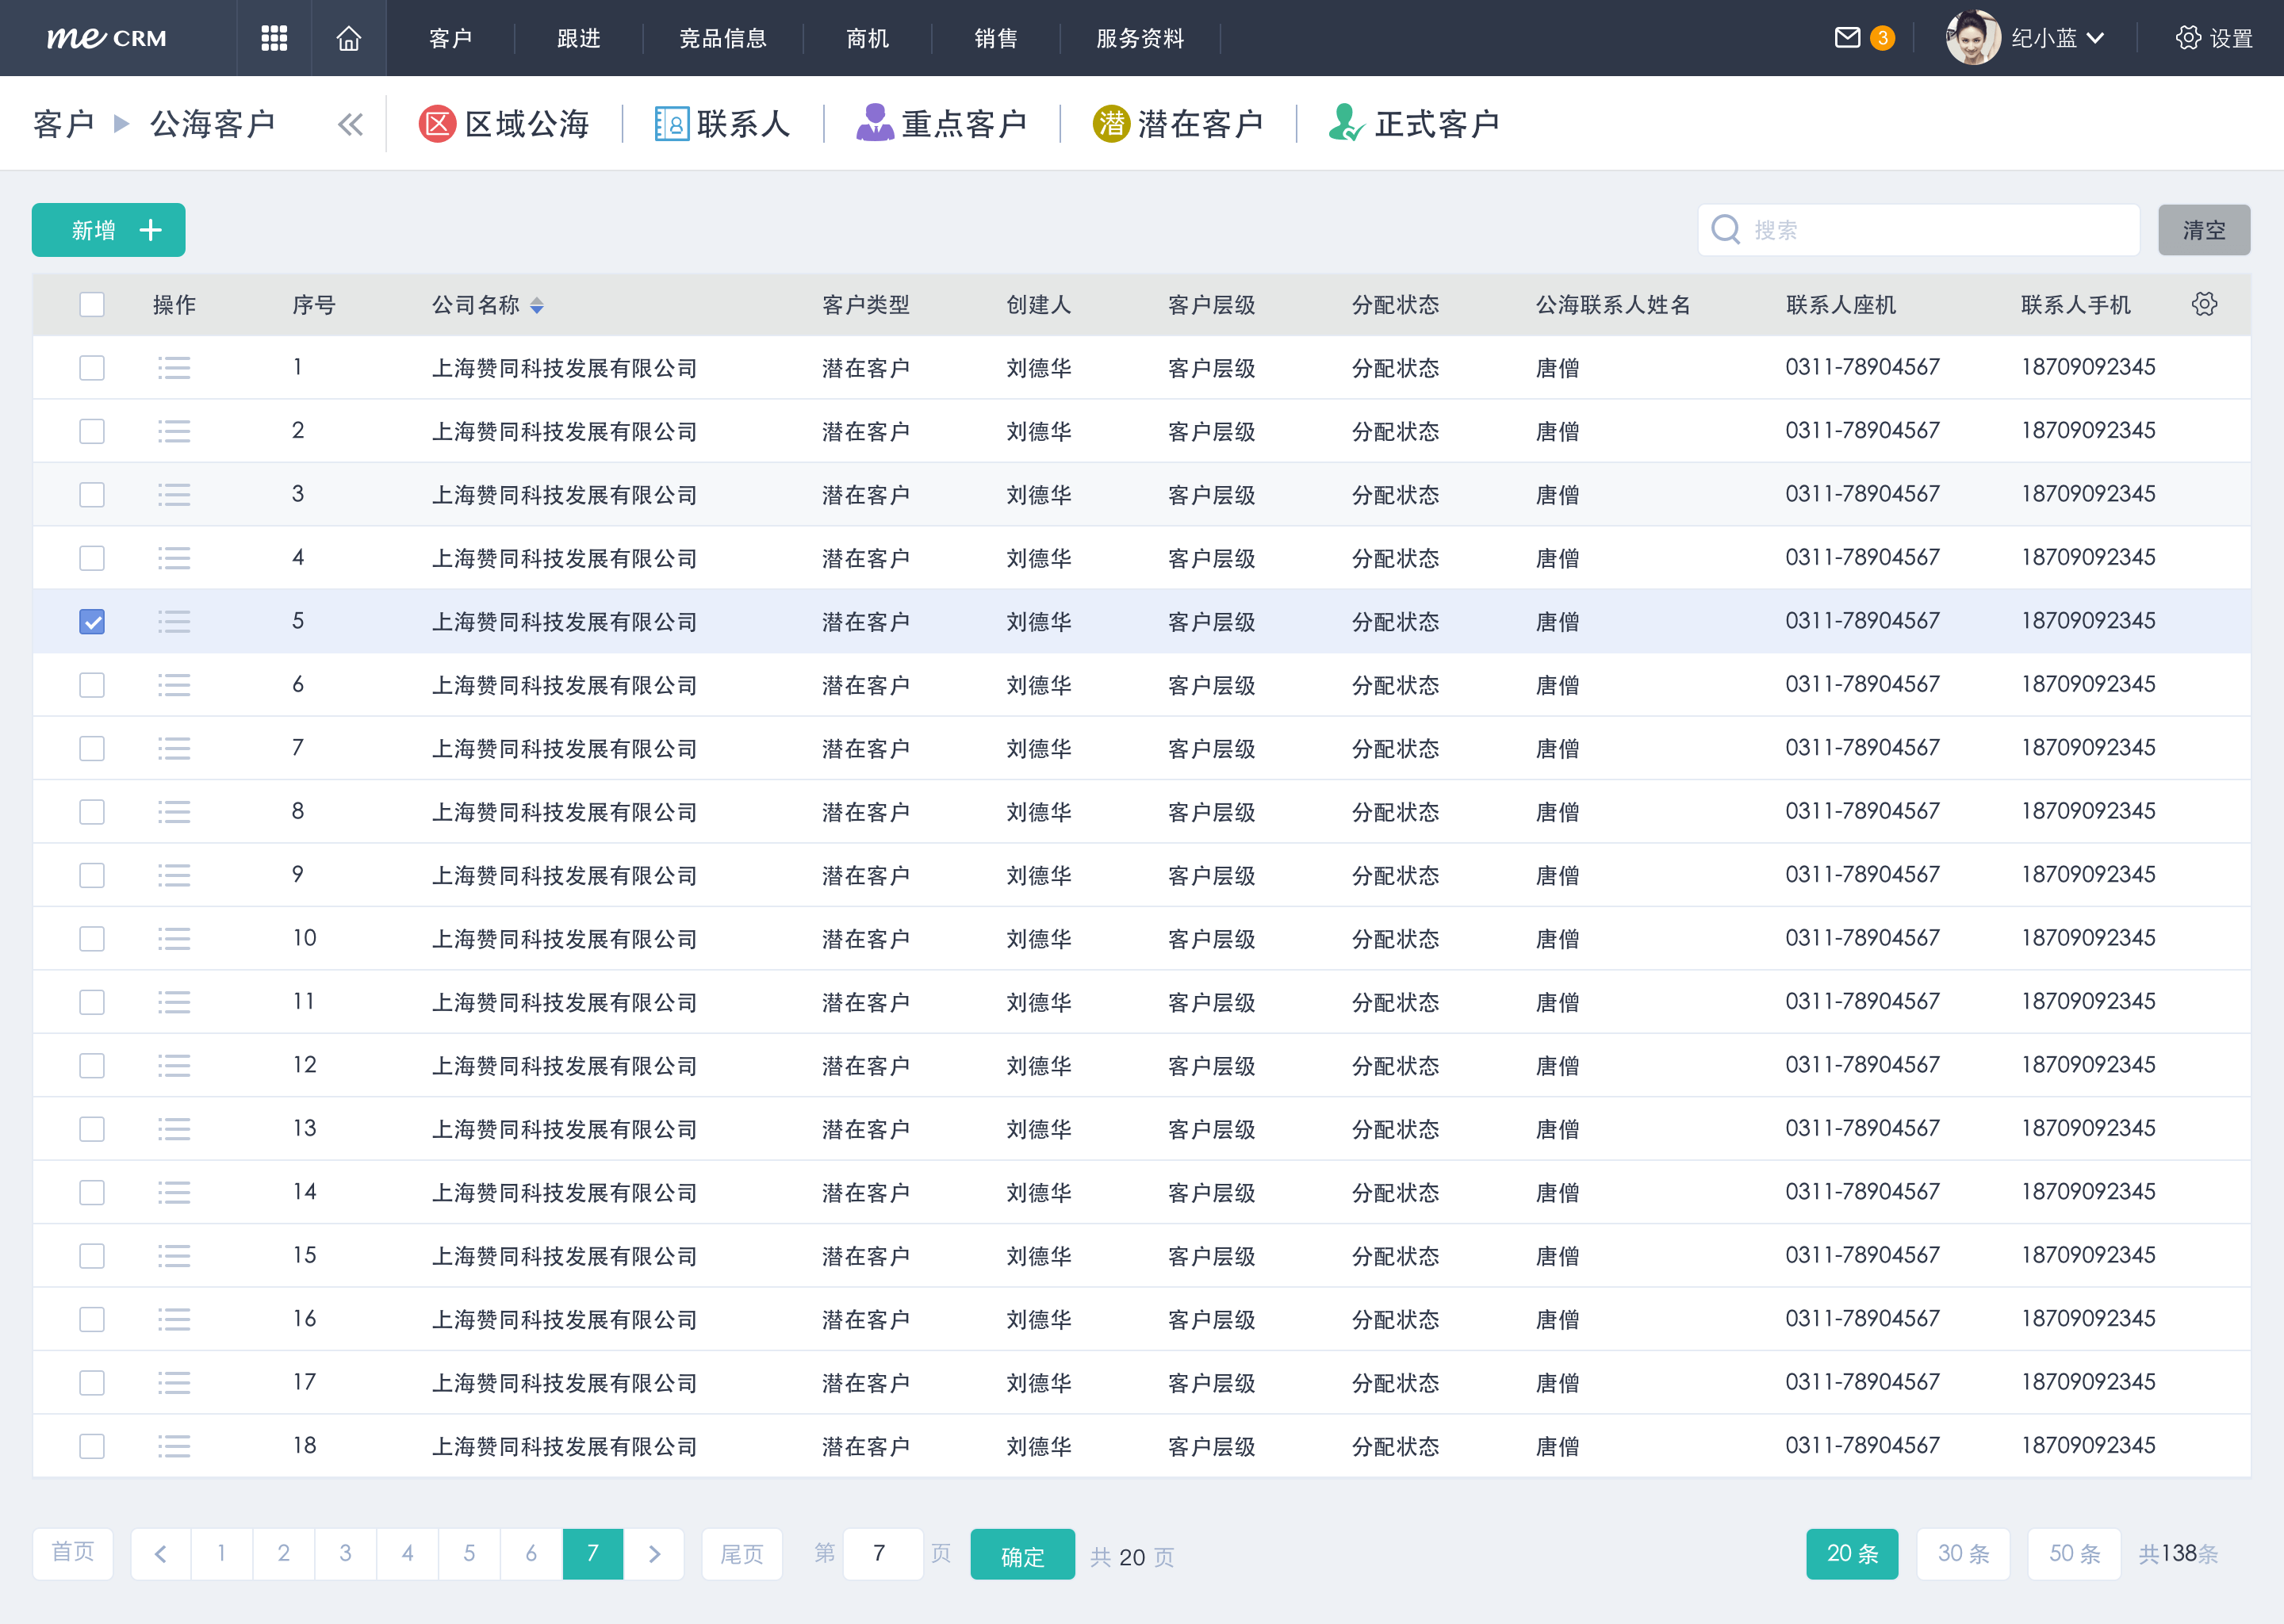 me CRM 客户 跟进 竞品信息 商机 销售 服务资料 3 纪小蓝 设置
客户 公海客户 区 区域公海 联系人 重点客户 潜 潜在客户 正式客户
新增 搜索 清空
操作 序号 公司名称 客户类型 创建人 客户层级 分配状态 公海联系人姓名 联系人座机 联系人手机
1 上海赞同科技发展有限公司 潜在客户 刘德华 客户层级 分配状态 唐僧 0311-78904567 18709092345
2 上海赞同科技发展有限公司 潜在客户 刘德华 客户层级 分配状态 唐僧 0311-78904567 18709092345
3 上海赞同科技发展有限公司 潜在客户 刘德华 客户层级 分配状态 唐僧 0311-78904567 18709092345
4 上海赞同科技发展有限公司 潜在客户 刘德华 客户层级 分配状态 唐僧 0311-78904567 18709092345
5 上海赞同科技发展有限公司 潜在客户 刘德华 客户层级 分配状态 唐僧 0311-78904567 18709092345
6 上海赞同科技发展有限公司 潜在客户 刘德华 客户层级 分配状态 唐僧 0311-78904567 18709092345
7 上海赞同科技发展有限公司 潜在客户 刘德华 客户层级 分配状态 唐僧 0311-78904567 18709092345
8 上海赞同科技发展有限公司 潜在客户 刘德华 客户层级 分配状态 唐僧 0311-78904567 18709092345
9 上海赞同科技发展有限公司 潜在客户 刘德华 客户层级 分配状态 唐僧 0311-78904567 18709092345
10 上海赞同科技发展有限公司 潜在客户 刘德华 客户层级 分配状态 唐僧 0311-78904567 18709092345
11 上海赞同科技发展有限公司 潜在客户 刘德华 客户层级 分配状态 唐僧 0311-78904567 18709092345
12 上海赞同科技发展有限公司 潜在客户 刘德华 客户层级 分配状态 唐僧 0311-78904567 18709092345
13 上海赞同科技发展有限公司 潜在客户 刘德华 客户层级 分配状态 唐僧 0311-78904567 18709092345
14 上海赞同科技发展有限公司 潜在客户 刘德华 客户层级 分配状态 唐僧 0311-78904567 18709092345
15 上海赞同科技发展有限公司 潜在客户 刘德华 客户层级 分配状态 唐僧 0311-78904567 18709092345
16 上海赞同科技发展有限公司 潜在客户 刘德华 客户层级 分配状态 唐僧 0311-78904567 18709092345
17 上海赞同科技发展有限公司 潜在客户 刘德华 客户层级 分配状态 唐僧 0311-78904567 18709092345
18 上海赞同科技发展有限公司 潜在客户 刘德华 客户层级 分配状态 唐僧 0311-78904567 18709092345
首页 1 2 3 4 5 6 7 尾页 第 7 页 确定 共 20 页 20 条 30 条 50 条 共138条